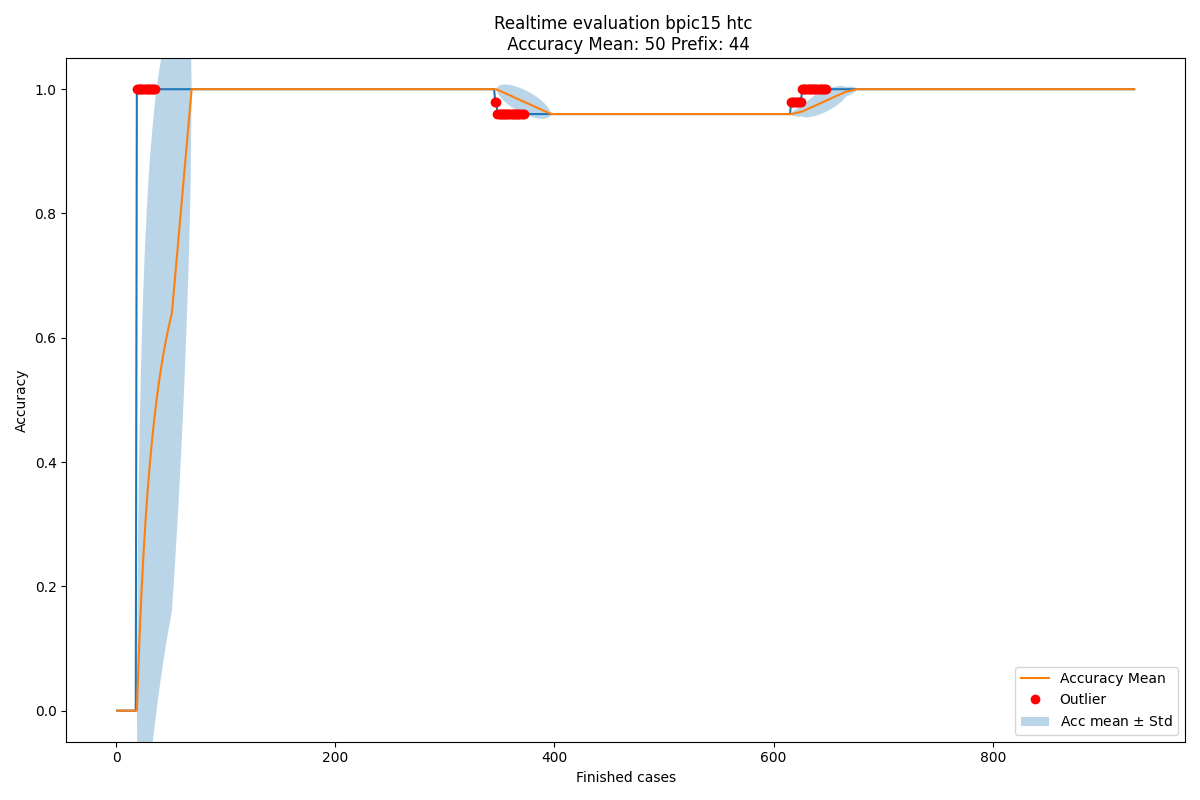 Realtime evaluation bpic15 htc
Accuracy Mean: 50 Prefix: 44
1.0
0.8
0.6
0.4
0.2
0.0
Accuracy
0 200 400 600 800
Finished cases
Accuracy Mean
Outlier
Acc mean ± Std